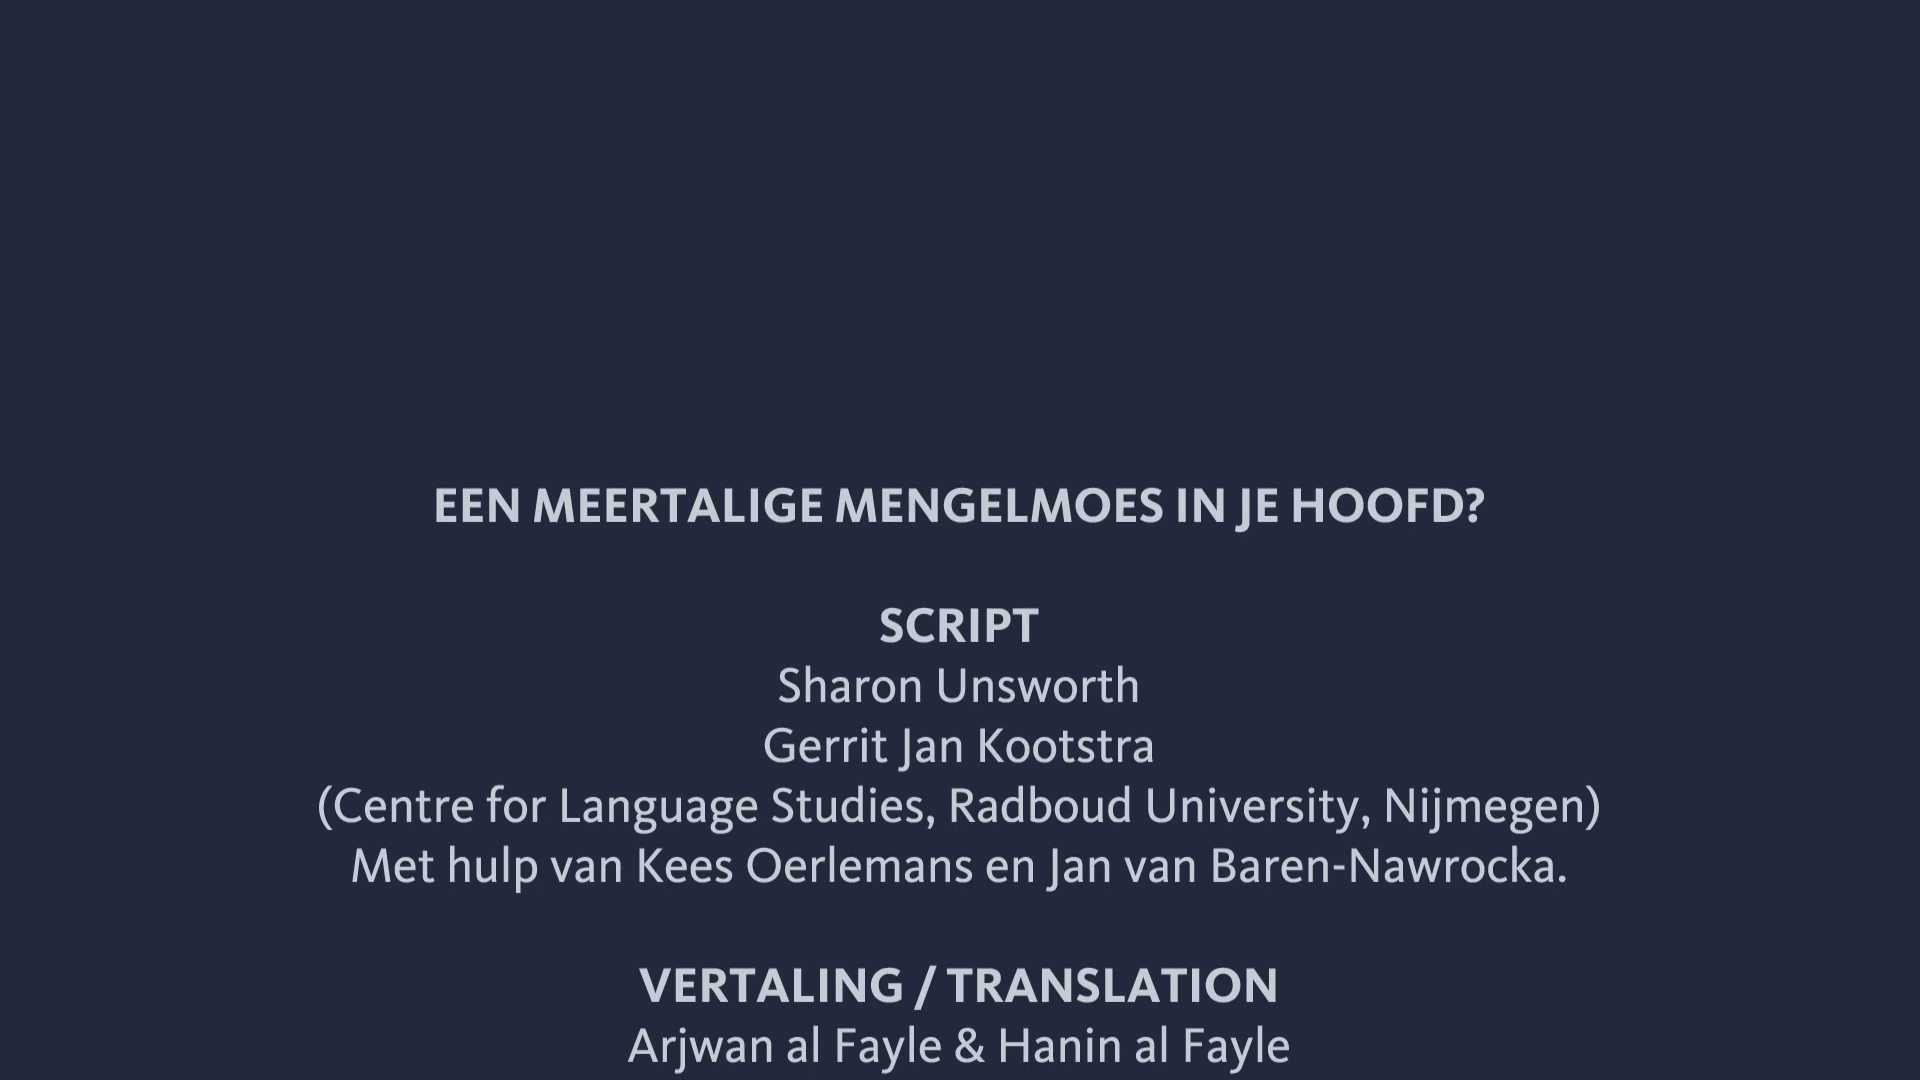 EEN MEERTALIGE MENGELMOES IN JE HOOFD?
SCRIPT
Sharon Unsworth
Gerrit Jan Kootstra
(Centre for Language Studies, Radboud University, Nijmegen)
Met hulp van Kees Oerlemans en Jan van Baren-Nawrocka.
VERTALING / TRANSLATION
Arjwan al Fayle & Hanin al Fayle